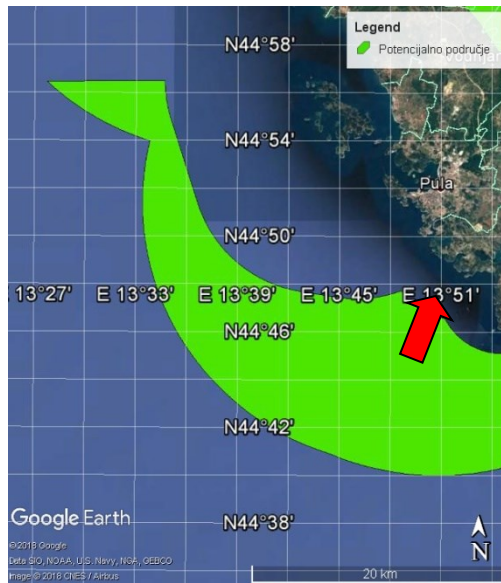 Legend
Potencijalno područje
N44°58'
Vodnjan
N44°54'
Pula
N44°50'
E 13°27' E 13°33' E 13°39' E 13°45' E 13°51'
N44°46'
N44°42'
Google Earth
N44°38'
N
©2018 Google
Data SIO, NOAA, U.S. Navy, NGA, GEBCO
Image © 2018 CNES / Airbus
20 km